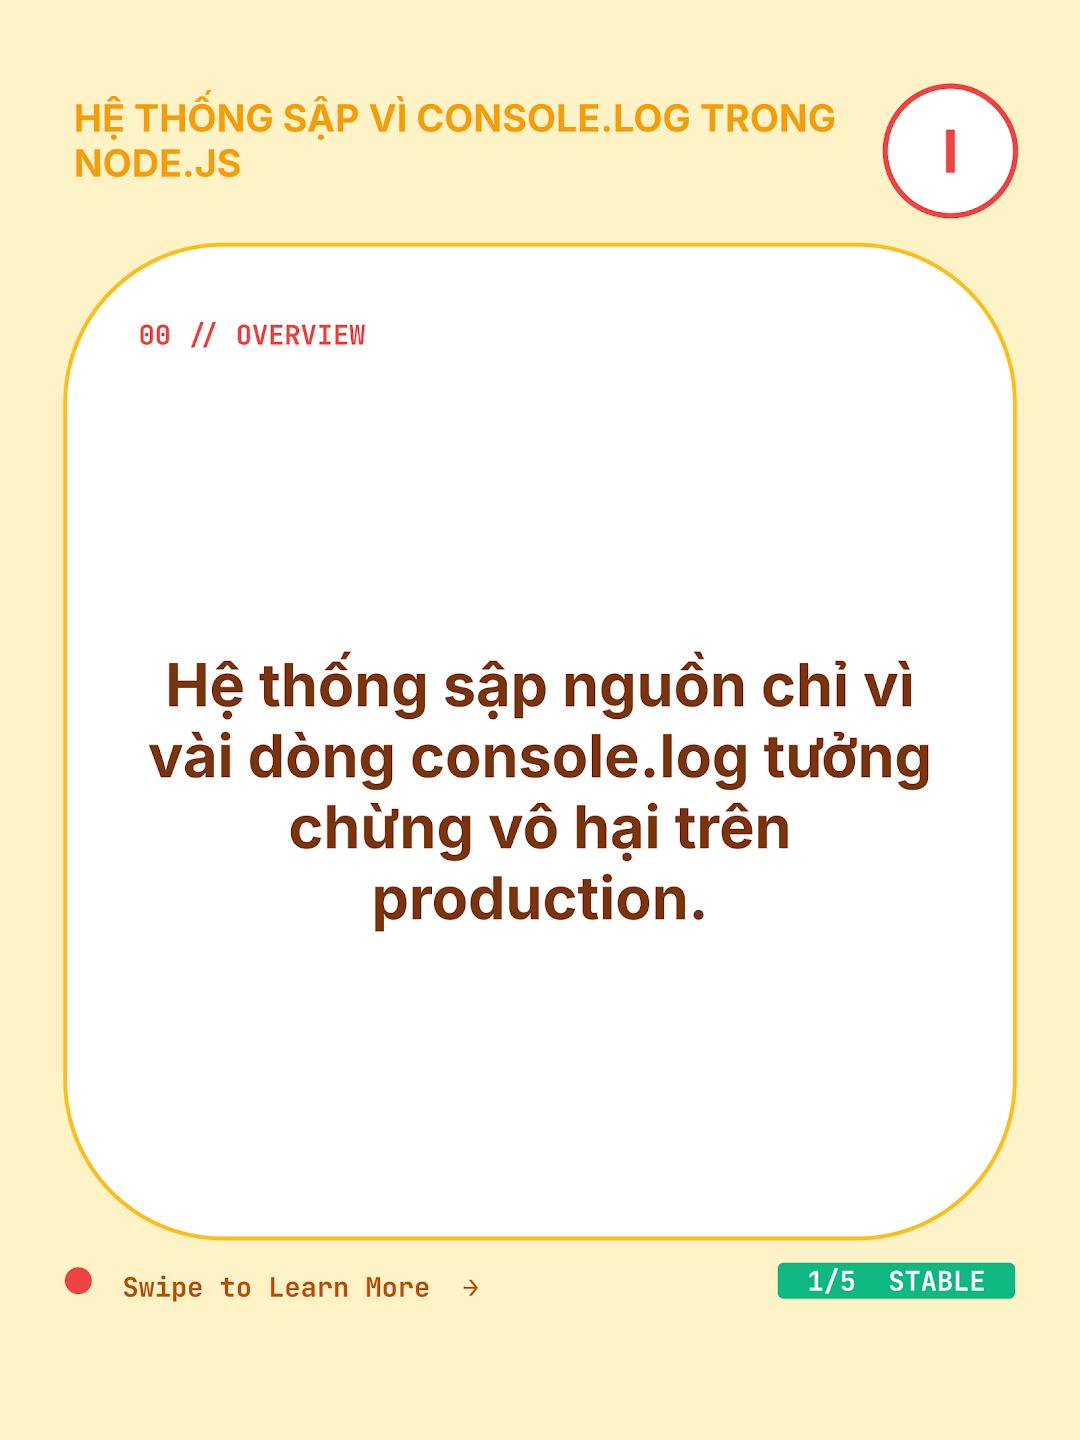 HỆ THỐNG SẬP VÌ CONSOLE.LOG TRONG
NODE.JS
I
00 // OVERVIEW
Hệ thống sập nguồn chỉ vì
vài dòng console.log tưởng
chừng vô hại trên
production.
Swipe to Learn More →
1/5 STABLE